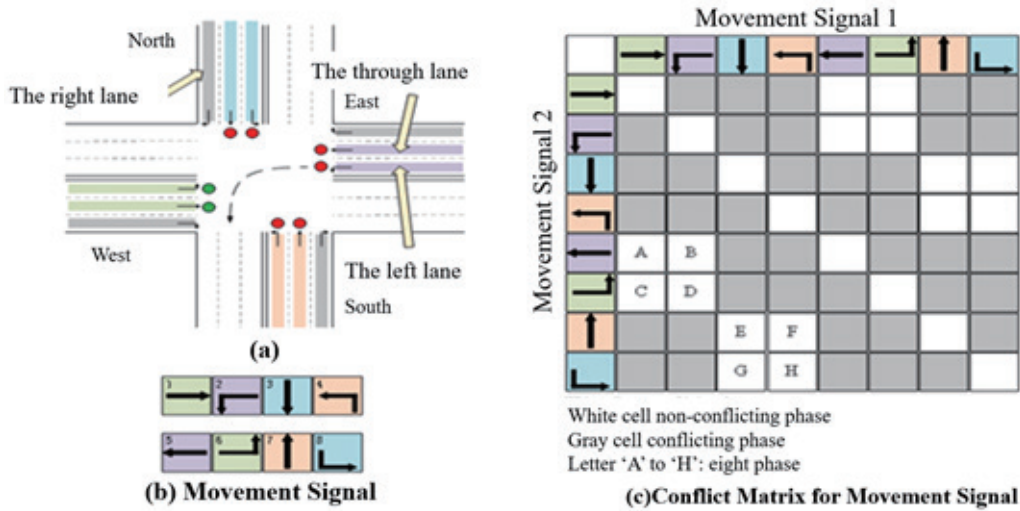 North
The right lane
The through lane
East
West
The left lane
South
(a)
1 2 3 4
5 6 7 8
(b) Movement Signal
Movement Signal 1
Movement Signal 2
A B
C D
E F
G H
White cell non-conflicting phase
Gray cell conflicting phase
Letter ‘A’ to ‘H’: eight phase
(c)Conflict Matrix for Movement Signal